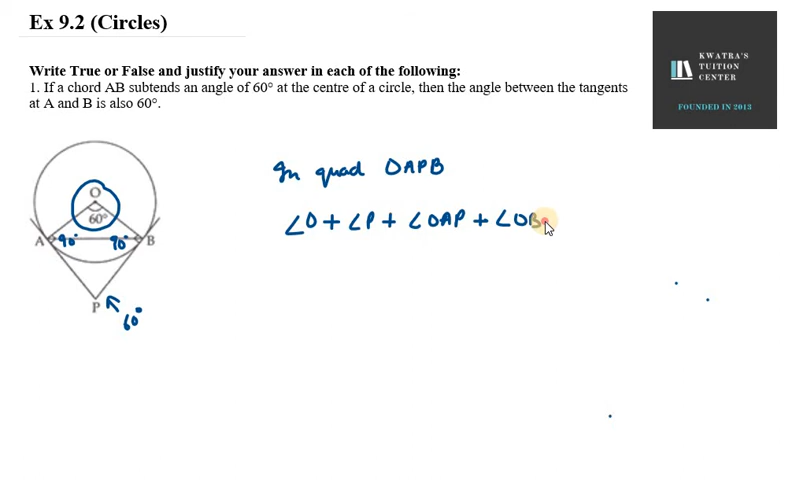 Ex 9.2 (Circles)
KWATRA'S
TUITION
CENTER
FOUNDED IN 2013
Write True or False and justify your answer in each of the following:
1. If a chord AB subtends an angle of 60° at the centre of a circle, then the angle between the tangents
at A and B is also 60°.
In quad OAPB
∠O + ∠P + ∠OAP + ∠OB
O
60°
A 90° 90° B
P
60°